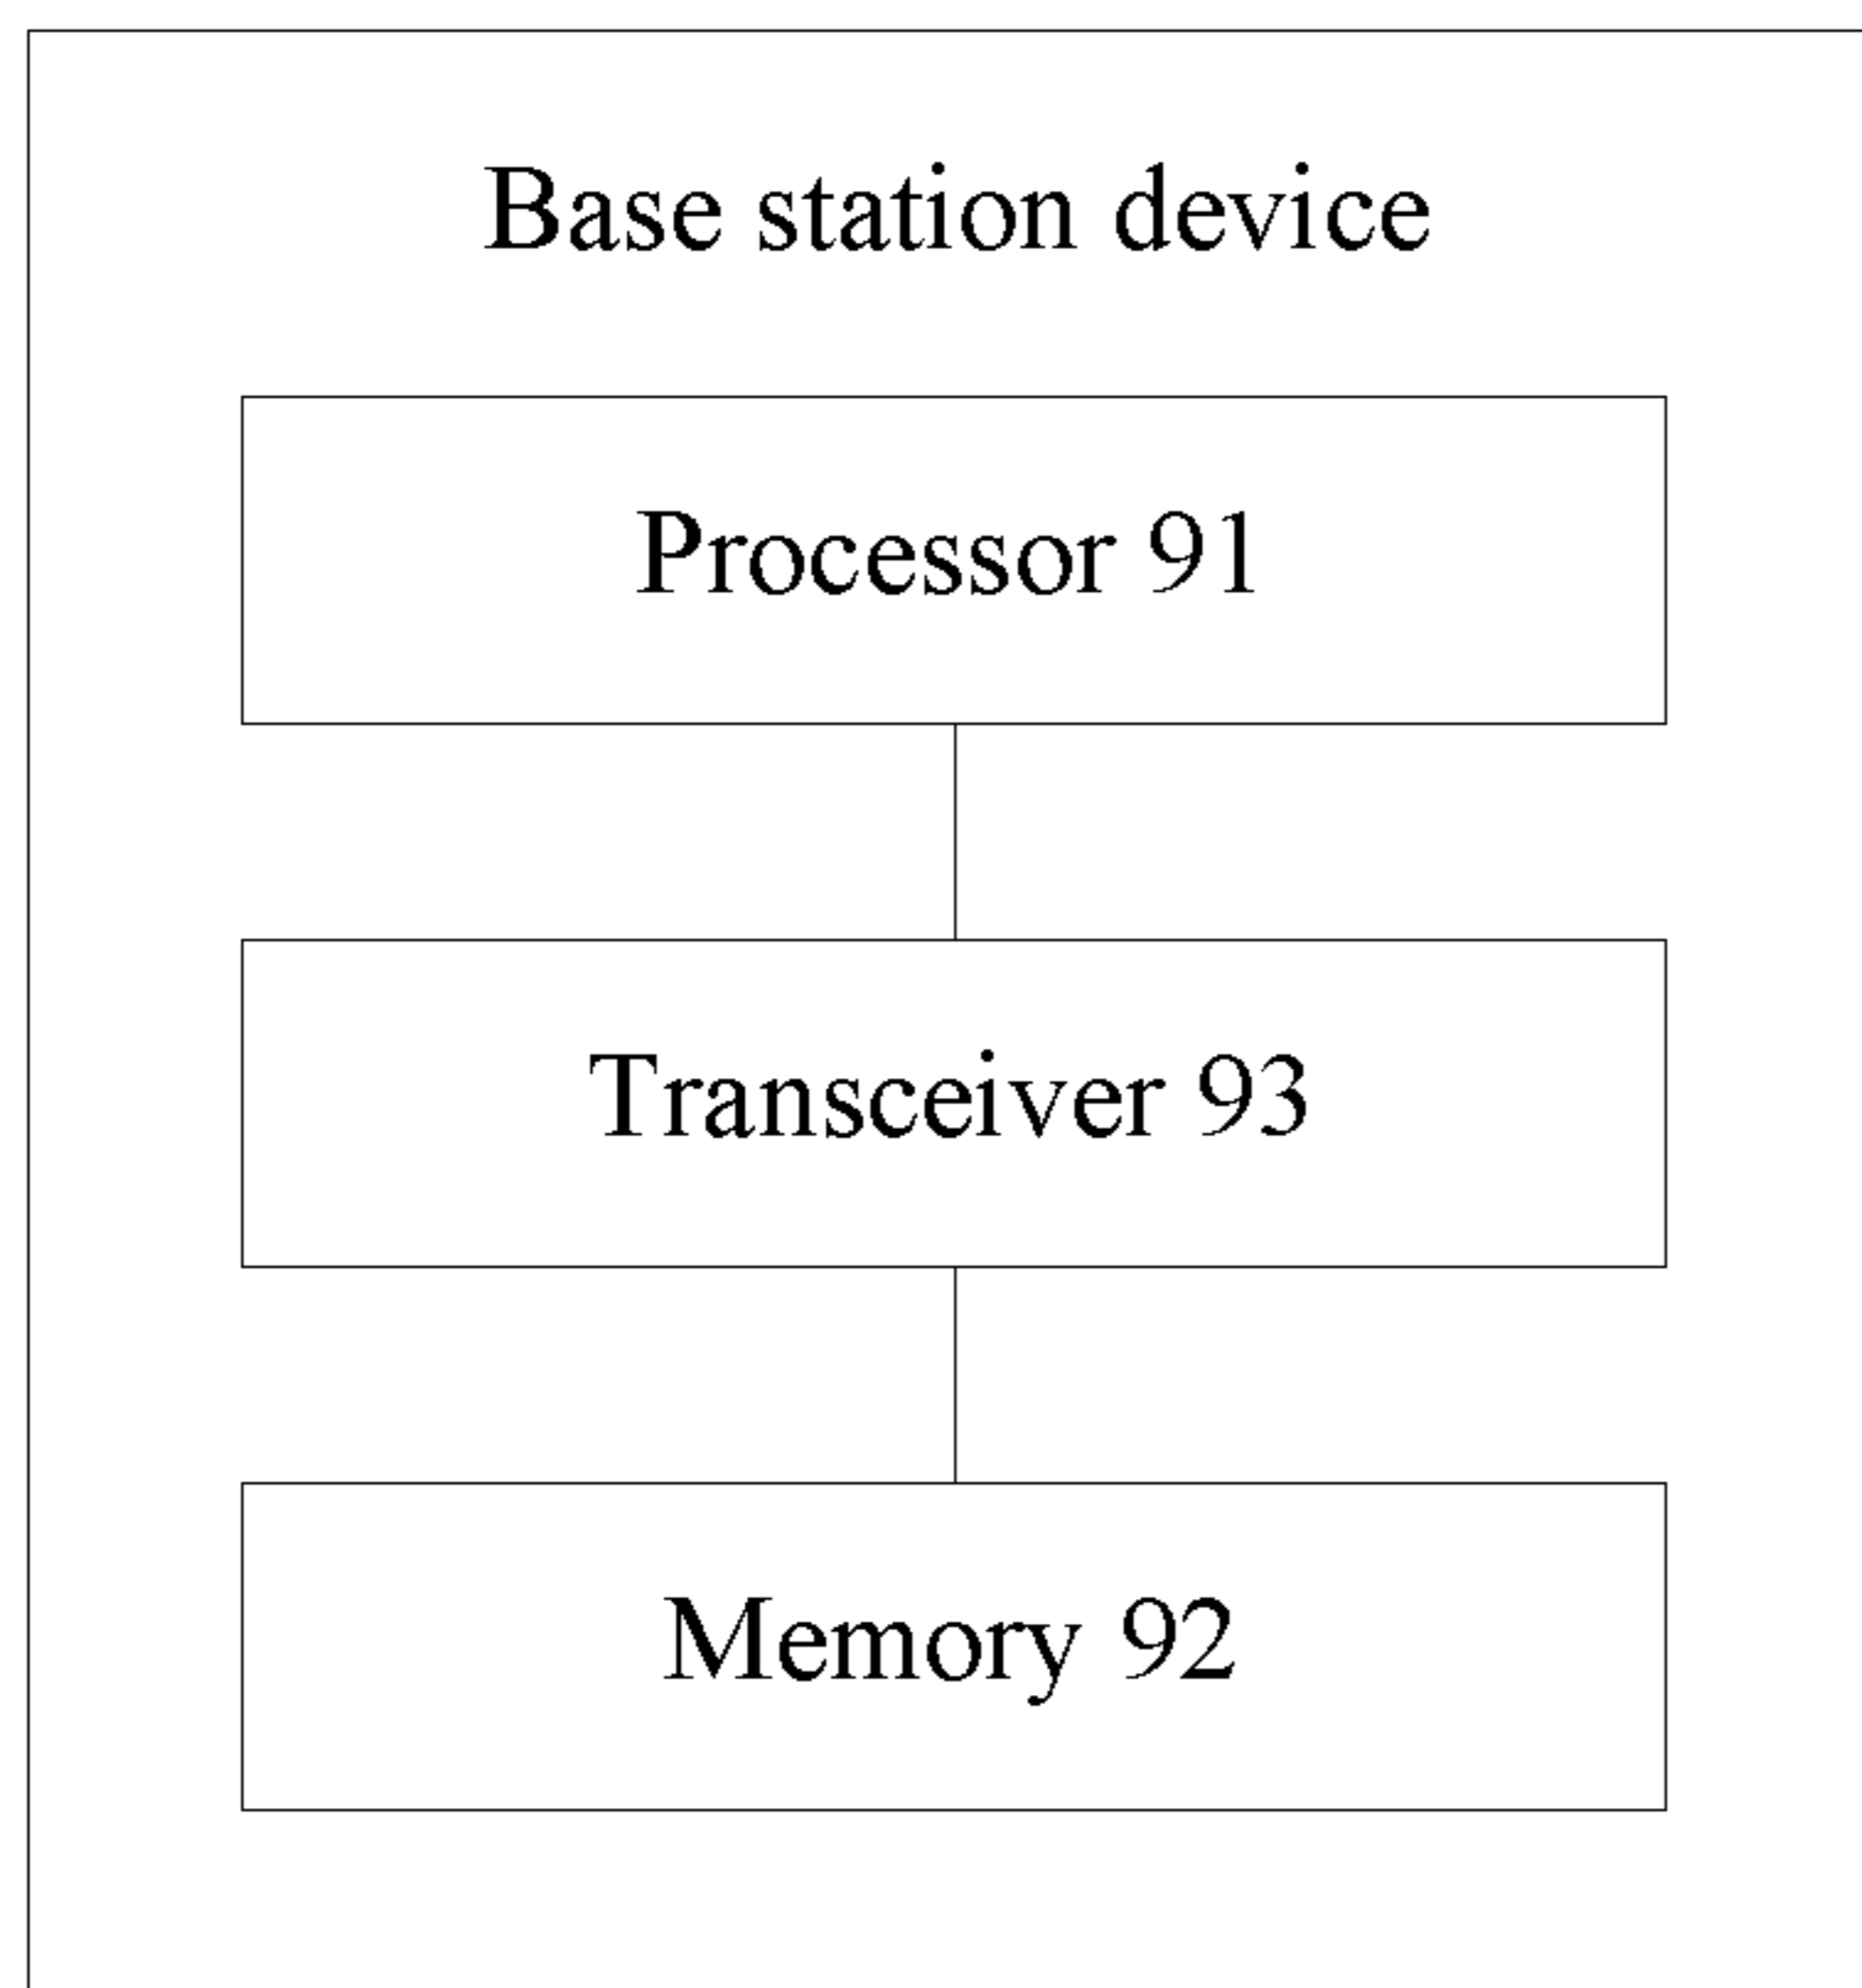 Base station device
Processor 91
Transceiver 93
Memory 92